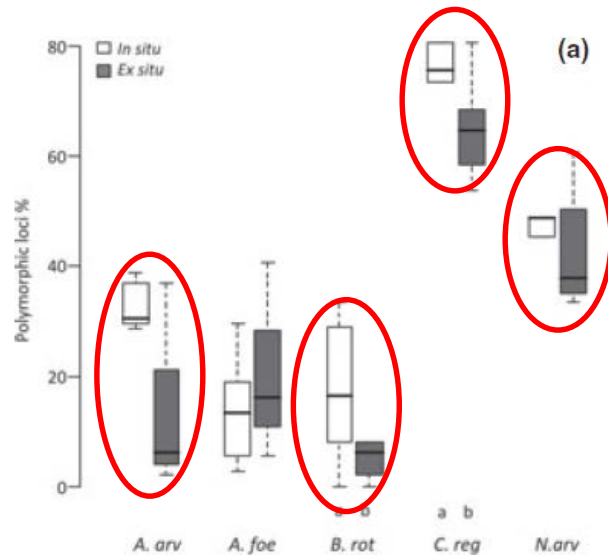 (a)
In situ
Ex situ
Polymorphic loci %
80
60
40
20
0
a b
A. arv A. foe B. rot C. reg N.arv